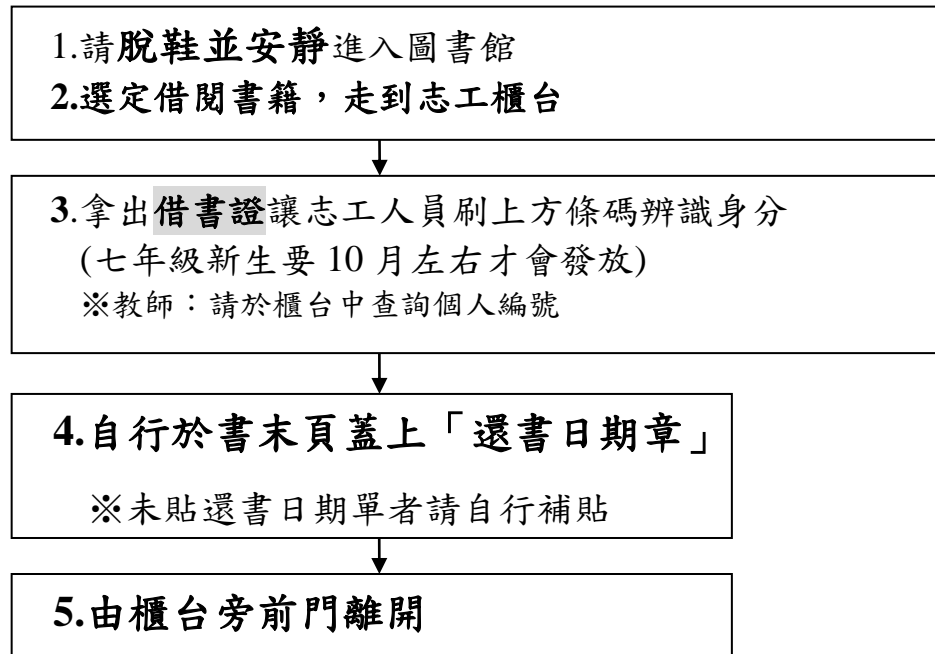 1.請脫鞋並安靜進入圖書館
2.選定借閱書籍，走到志工櫃台
3.拿出借書證讓志工人員刷上方條碼辨識身分
(七年級新生要 10 月左右才會發放)
※教師：請於櫃台中查詢個人編號
4.自行於書末頁蓋上「還書日期章」
※未貼還書日期單者請自行補貼
5.由櫃台旁前門離開